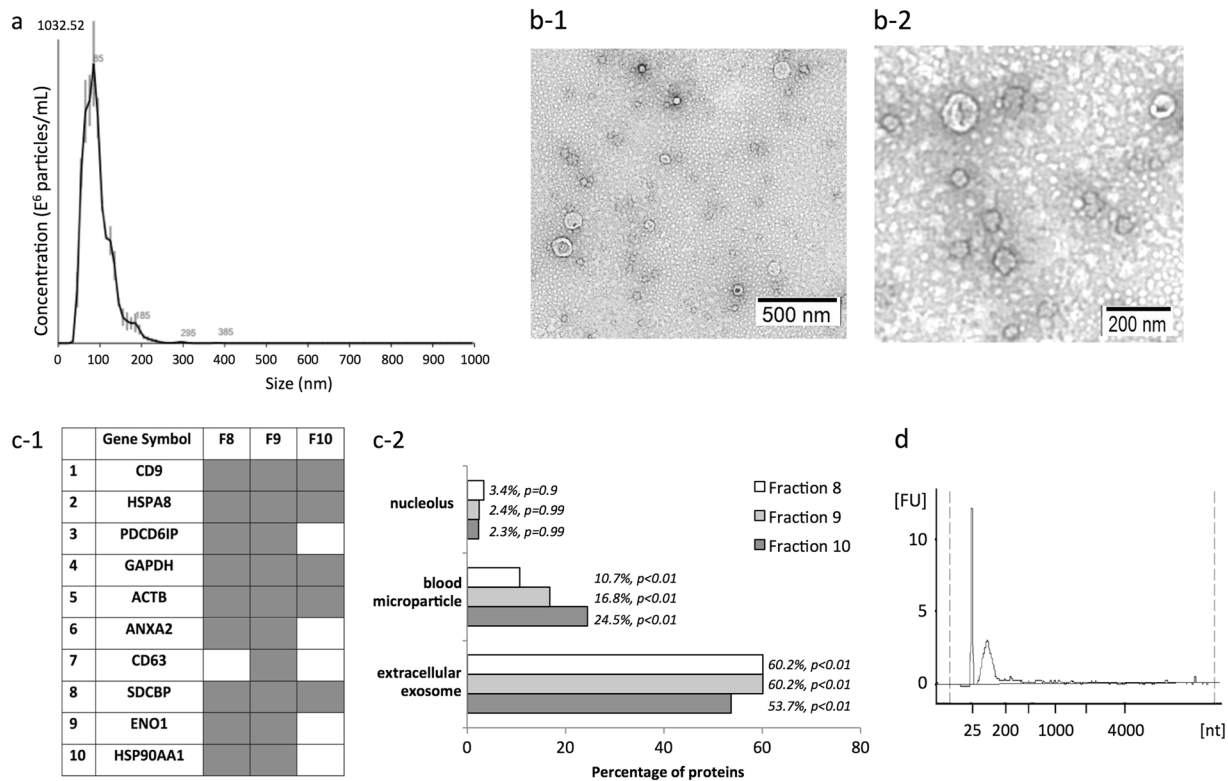 a
1032.52
85
185
295
385
Concentration (E⁶ particles/mL)
0 100 200 300 400 500 600 700 800 900 1000
Size (nm)
b-1
500 nm
b-2
200 nm
c-1
Gene Symbol F8 F9 F10
1 CD9
2 HSPA8
3 PDCD6IP
4 GAPDH
5 ACTB
6 ANXA2
7 CD63
8 SDCBP
9 ENO1
10 HSP90AA1
c-2
nucleolus
3.4%, p=0.9
2.4%, p=0.99
2.3%, p=0.99
blood
microparticle
10.7%, p<0.01
16.8%, p<0.01
24.5%, p<0.01
extracellular
exosome
60.2%, p<0.01
60.2%, p<0.01
53.7%, p<0.01
Fraction 8
Fraction 9
Fraction 10
0 20 40 60 80
Percentage of proteins
d
[FU]
10
5
0
25 200 1000 4000 [nt]